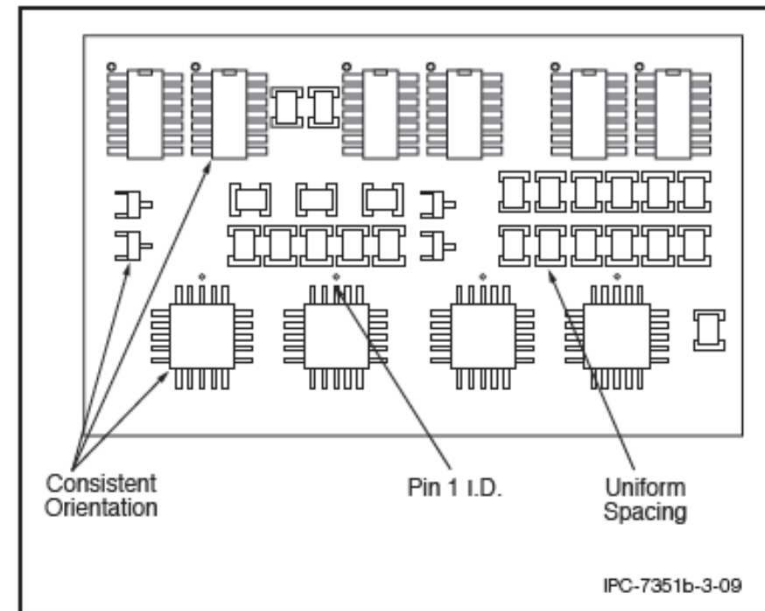 Consistent
Orientation
Pin 1 I.D.
Uniform
Spacing
IPC-7351b-3-09